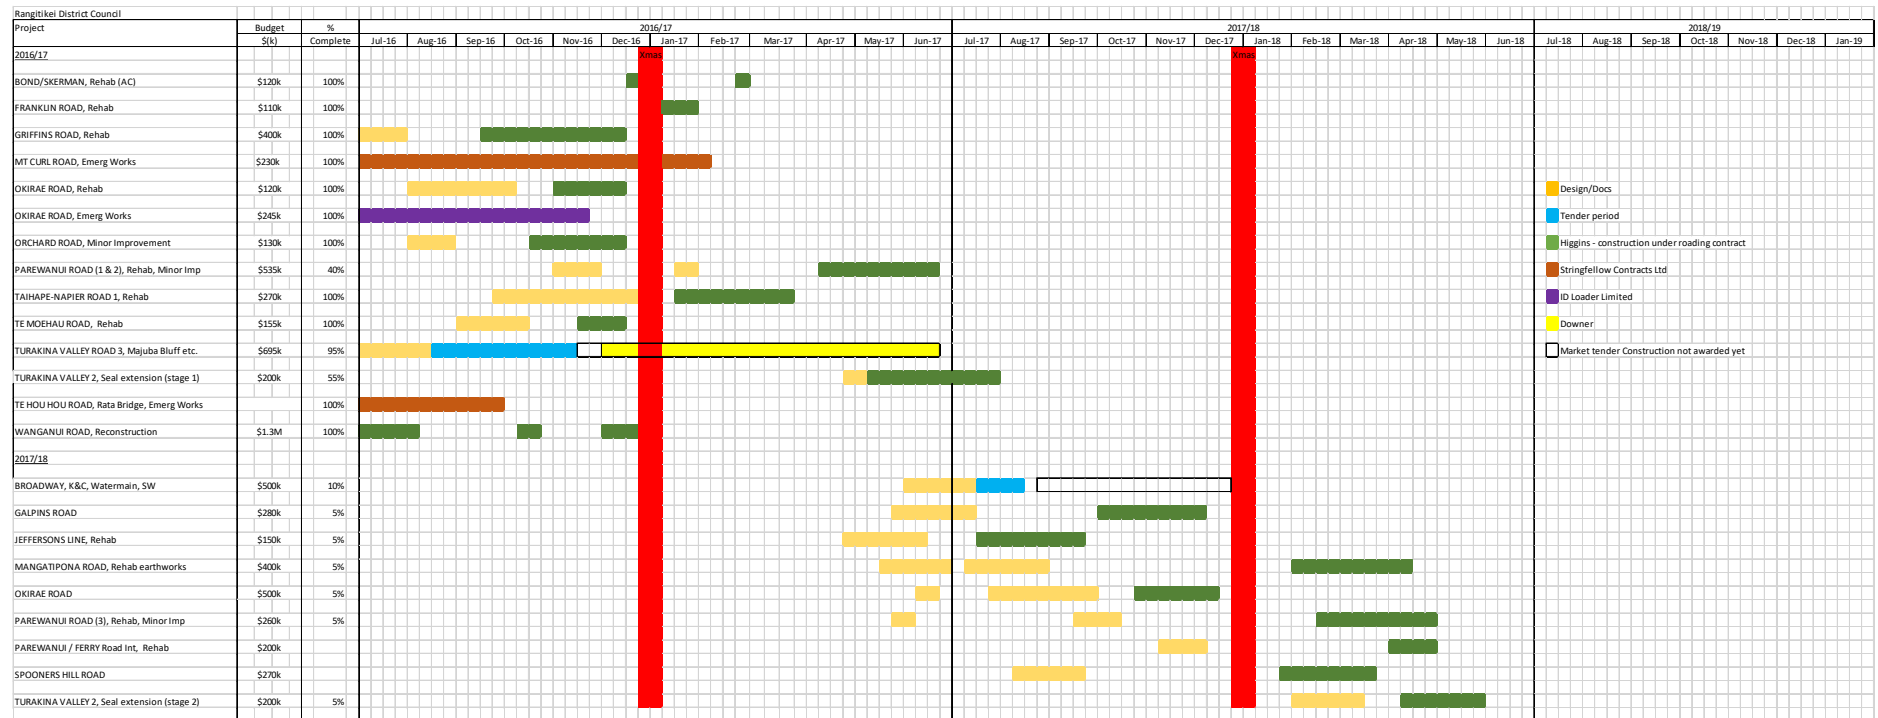 Rangitikei District Council
Project Budget % 2016/17 2017/18 2018/19
$(k) Complete Jul-16 Aug-16 Sep-16 Oct-16 Nov-16 Dec-16 Jan-17 Feb-17 Mar-17 Apr-17 May-17 Jun-17 Jul-17 Aug-17 Sep-17 Oct-17 Nov-17 Dec-17 Jan-18 Feb-18 Mar-18 Apr-18 May-18 Jun-18 Jul-18 Aug-18 Sep-18 Oct-18 Nov-18 Dec-18 Jan-19
2016/17 Xmas Xmas
BOND/SKERMAN, Rehab (AC) $120k 100%
FRANKLIN ROAD, Rehab $110k 100%
GRIFFINS ROAD, Rehab $400k 100%
MT CURL ROAD, Emerg Works $230k 100%
OKIRAE ROAD, Rehab $120k 100% Design/Docs
OKIRAE ROAD, Emerg Works $245k 100% Tender period
ORCHARD ROAD, Minor Improvement $130k 100% Higgins - construction under roading contract
PAREWANUI ROAD (1 & 2), Rehab, Minor Imp $535k 40% Stringfellow Contracts Ltd
TAIHAPE-NAPIER ROAD 1, Rehab $270k 100% ID Loader Limited
TE MOEHAU ROAD, Rehab $155k 100% Downer
TURAKINA VALLEY ROAD 3, Majuba Bluff etc. $695k 95% Market tender Construction not awarded yet
TURAKINA VALLEY 2, Seal extension (stage 1) $200k 55%
TE HOU HOU ROAD, Rata Bridge, Emerg Works 100%
WANGANUI ROAD, Reconstruction $1.3M 100%
2017/18
BROADWAY, K&C, Watermain, SW $500k 10%
GALPINS ROAD $280k 5%
JEFFERSONS LINE, Rehab $150k 5%
MANGATIPONA ROAD, Rehab earthworks $400k 5%
OKIRAE ROAD $500k 5%
PAREWANUI ROAD (3), Rehab, Minor Imp $260k 5%
PAREWANUI / FERRY Road Int, Rehab $200k
SPOONERS HILL ROAD $270k
TURAKINA VALLEY 2, Seal extension (stage 2) $200k 5%